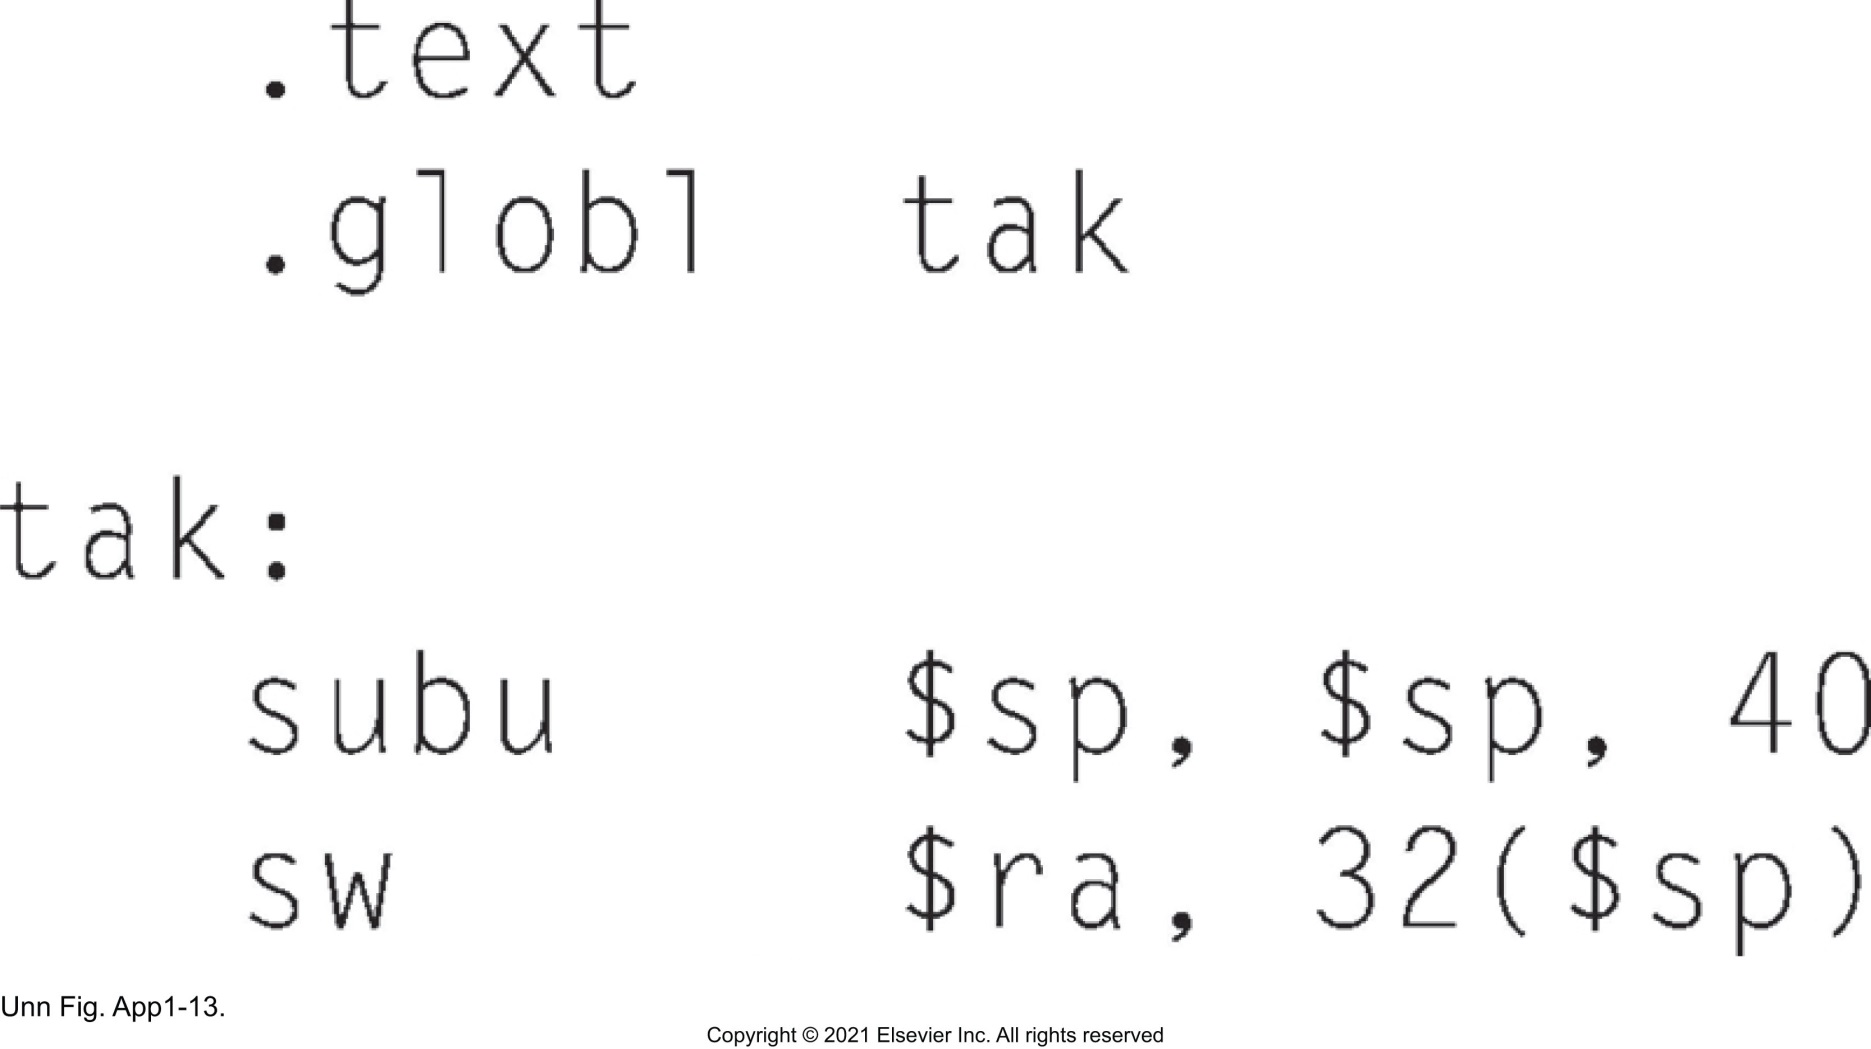 .text
.globl tak
tak:
subu $sp, $sp, 40
sw $ra, 32($sp)
Unn Fig. App1-13.
Copyright © 2021 Elsevier Inc. All rights reserved